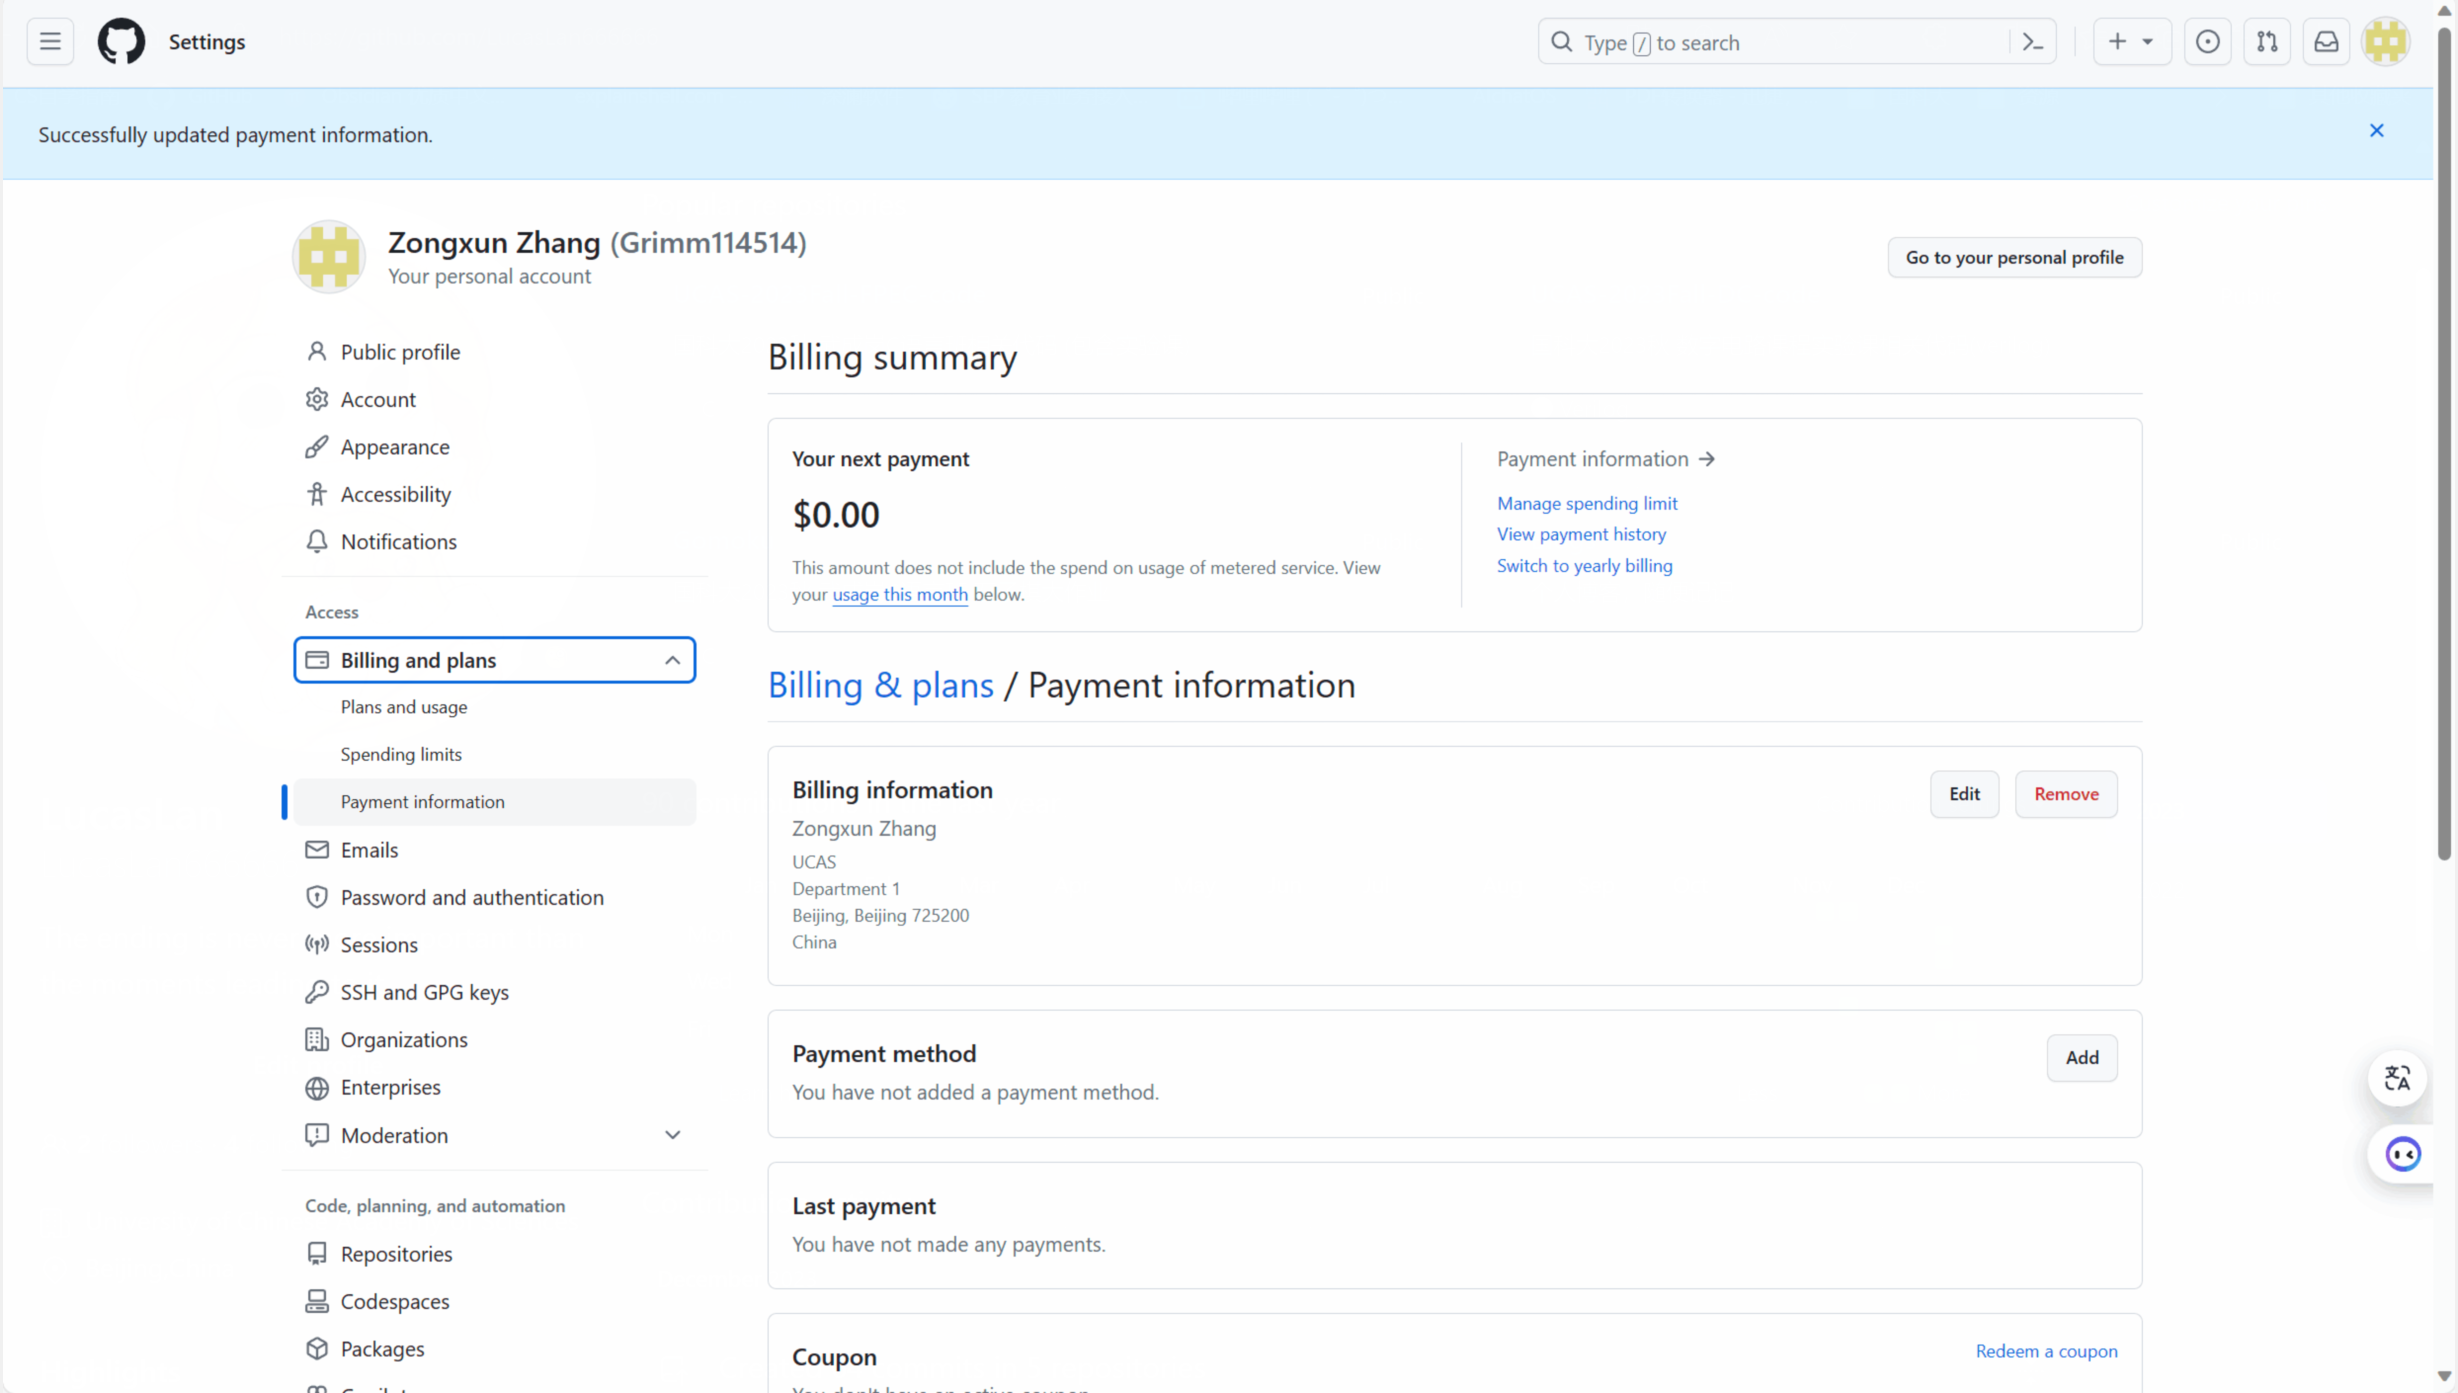 Settings
Type / to search
Successfully updated payment information.
Zongxun Zhang (Grimm114514)
Your personal account
Go to your personal profile
Public profile
Account
Appearance
Accessibility
Notifications
Access
Billing and plans
Plans and usage
Spending limits
Payment information
Emails
Password and authentication
Sessions
SSH and GPG keys
Organizations
Enterprises
Moderation
Code, planning, and automation
Repositories
Codespaces
Packages
Billing summary
Your next payment
$0.00
This amount does not include the spend on usage of metered service. View
your usage this month below.
Payment information
Manage spending limit
View payment history
Switch to yearly billing
Billing & plans / Payment information
Billing information
Edit
Remove
Zongxun Zhang
UCAS
Department 1
Beijing, Beijing 725200
China
Payment method
Add
You have not added a payment method.
Last payment
You have not made any payments.
Coupon
Redeem a coupon